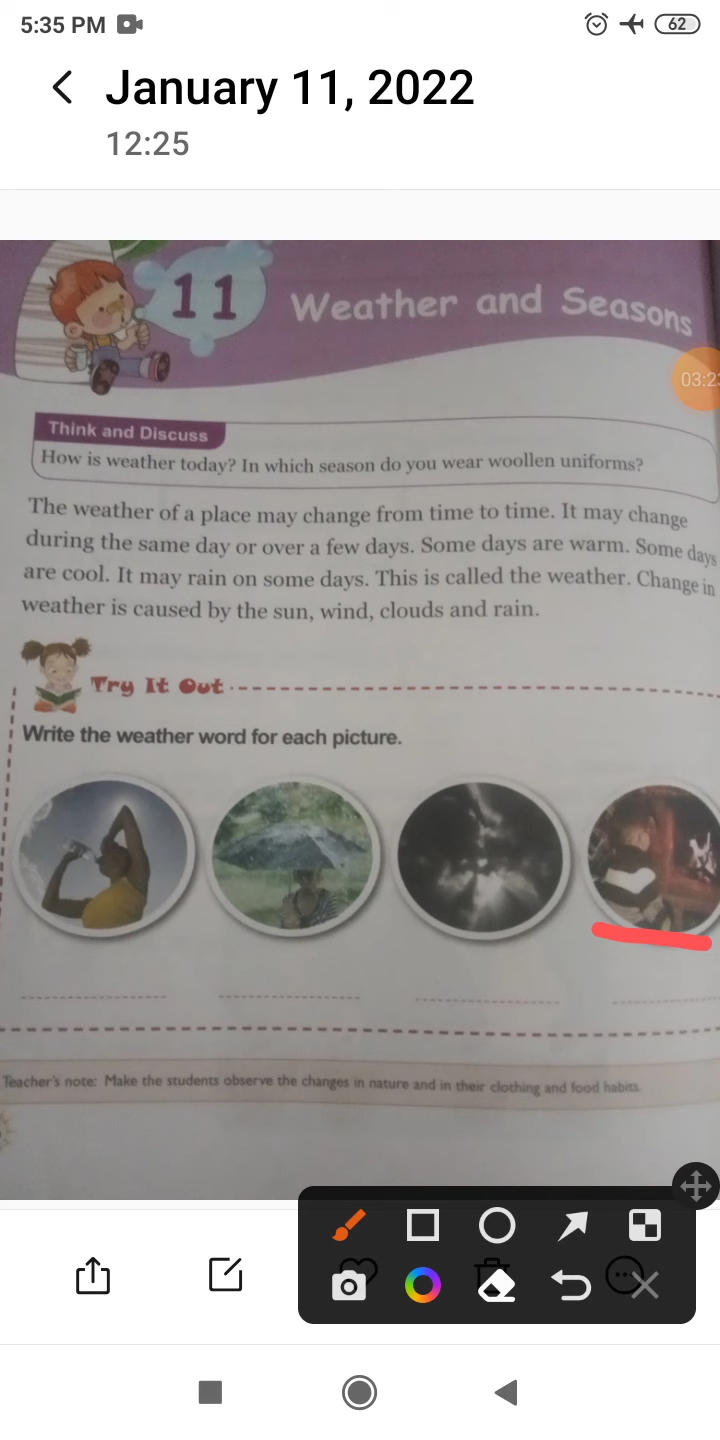 5:35 PM
62
January 11, 2022
12:25
11
Weather and Seasons
03:2
Think and Discuss
How is weather today? In which season do you wear woollen uniforms?
The weather of a place may change from time to time. It may change
during the same day or over a few days. Some days are warm. Some days
are cool. It may rain on some days. This is called the weather. Change in
weather is caused by the sun, wind, clouds and rain.
Try It Out
Write the weather word for each picture.
Teacher's note: Make the students observe the changes in nature and in their clothing and food habits.